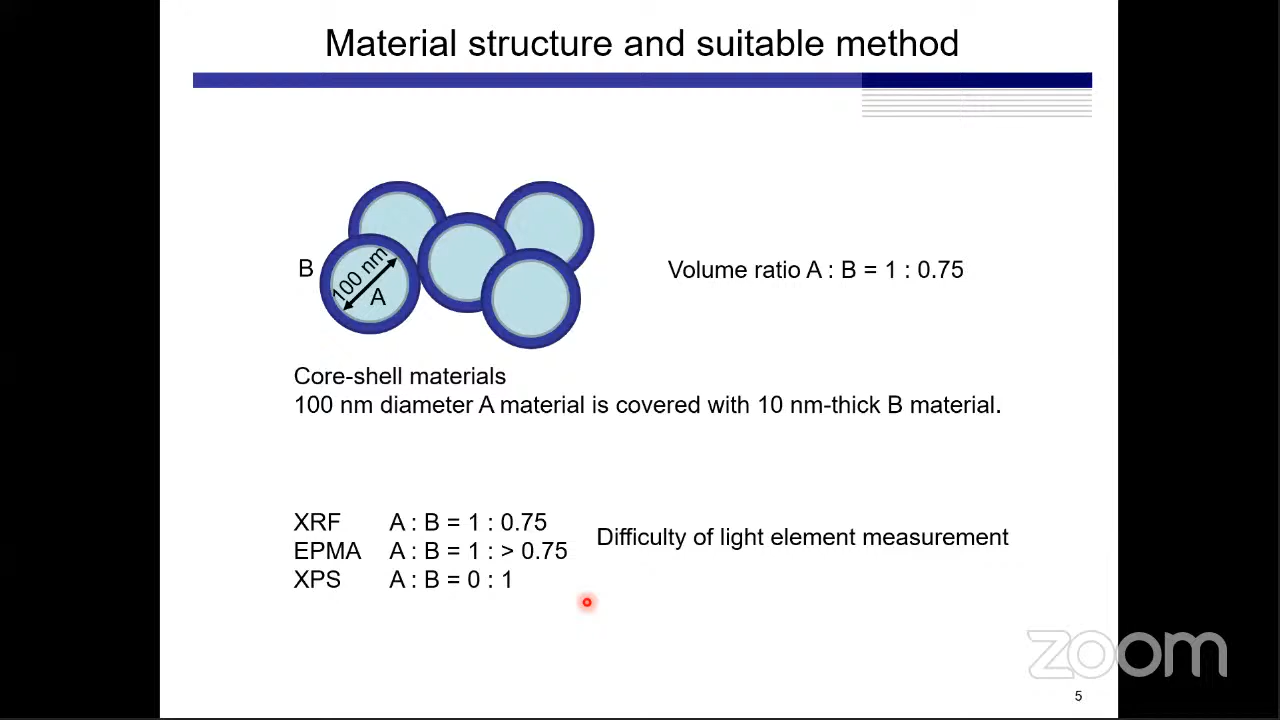 Material structure and suitable method
B
100 nm
A
Volume ratio A : B = 1 : 0.75
Core-shell materials
100 nm diameter A material is covered with 10 nm-thick B material.
XRF A : B = 1 : 0.75
EPMA A : B = 1 : > 0.75
XPS A : B = 0 : 1
Difficulty of light element measurement
zoom
5